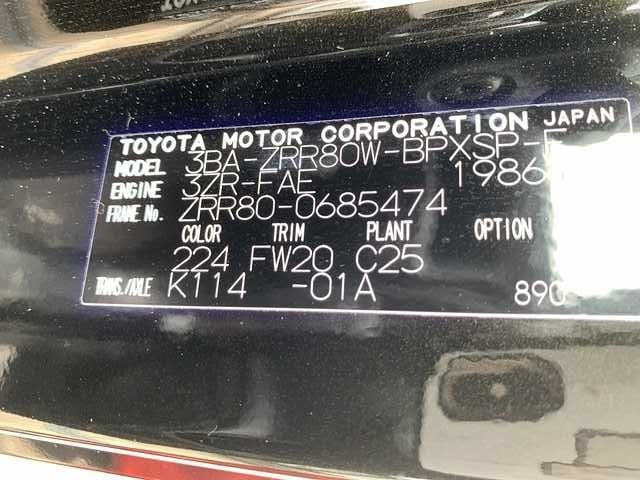 TOYOTA MOTOR CORPORATION JAPAN
MODEL 3BA-ZRR80W-BPXSP-E
ENGINE 3ZR-FAE 1986
FRAME No. ZRR80-0685474
COLOR TRIM PLANT OPTION
224 FW20 C25
TRANS./AXLE K114 -01A 890